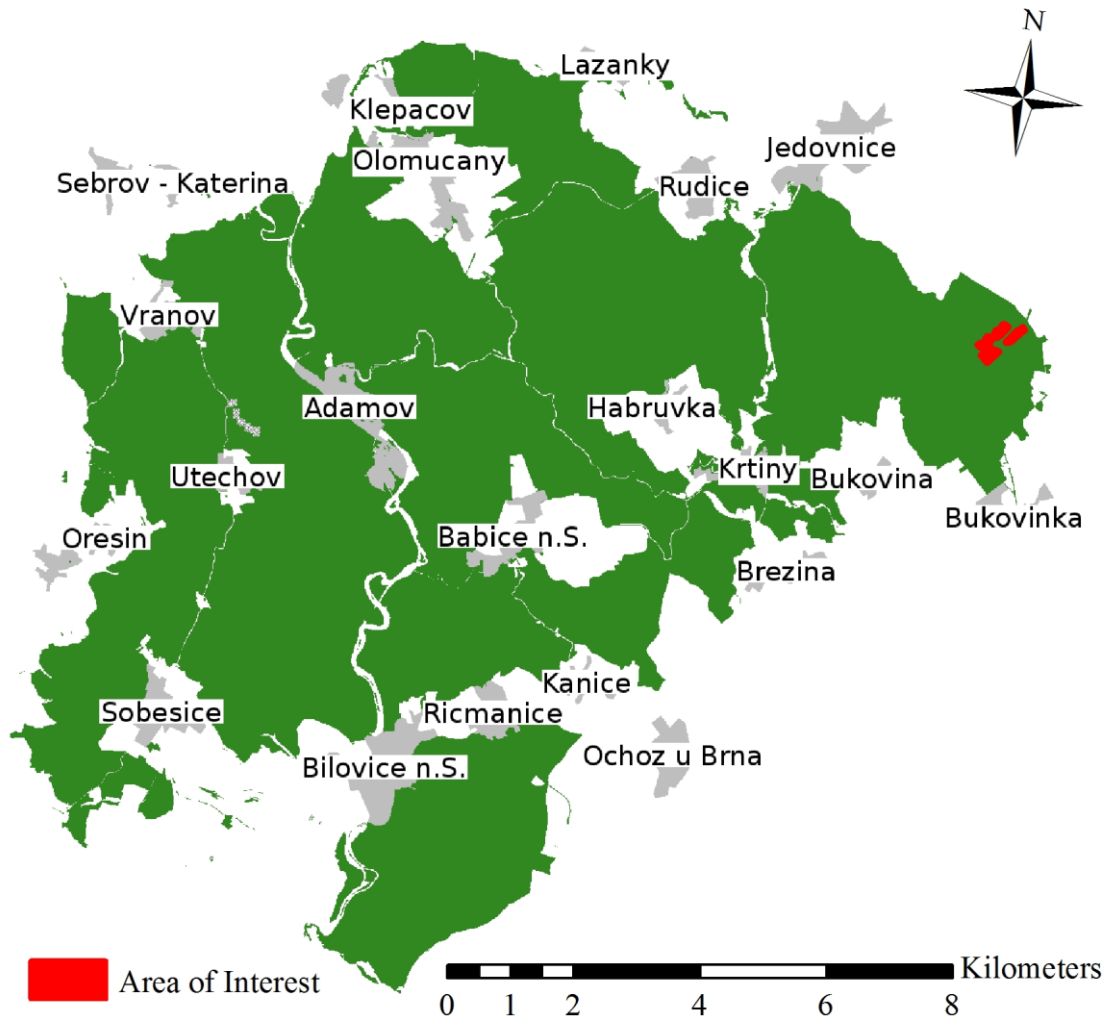 N
Lazanky
Klepacov
Jedovnice
Olomucany
Sebrov - Katerina
Rudice
Vranov
Adamov
Habruvka
Utechov
Krtiny
Bukovina
Bukovinka
Oresin
Babice n.S.
Brezina
Kanice
Sobesice
Ricmanice
Ochoz u Brna
Bilovice n.S.
Area of Interest
Kilometers
0 1 2 4 6 8